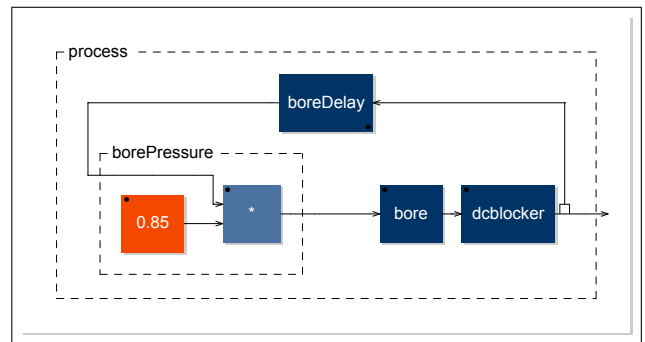 process
boreDelay
borePressure
0.85
*
bore
dcblocker